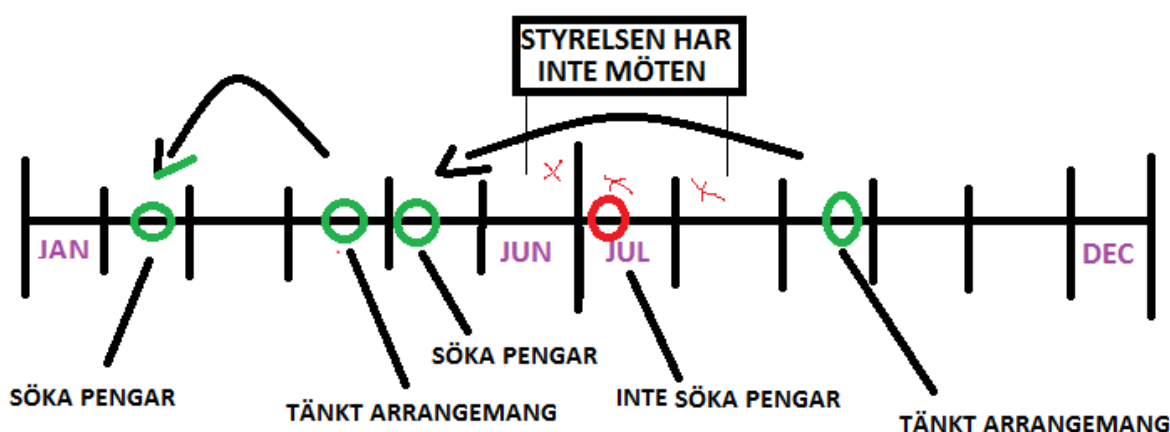 STYRELSEN HAR
INTE MÖTEN
JAN
JUN
JUL
DEC
SÖKA PENGAR
TÄNKT ARRANGEMANG
SÖKA PENGAR
INTE SÖKA PENGAR
TÄNKT ARRANGEMANG